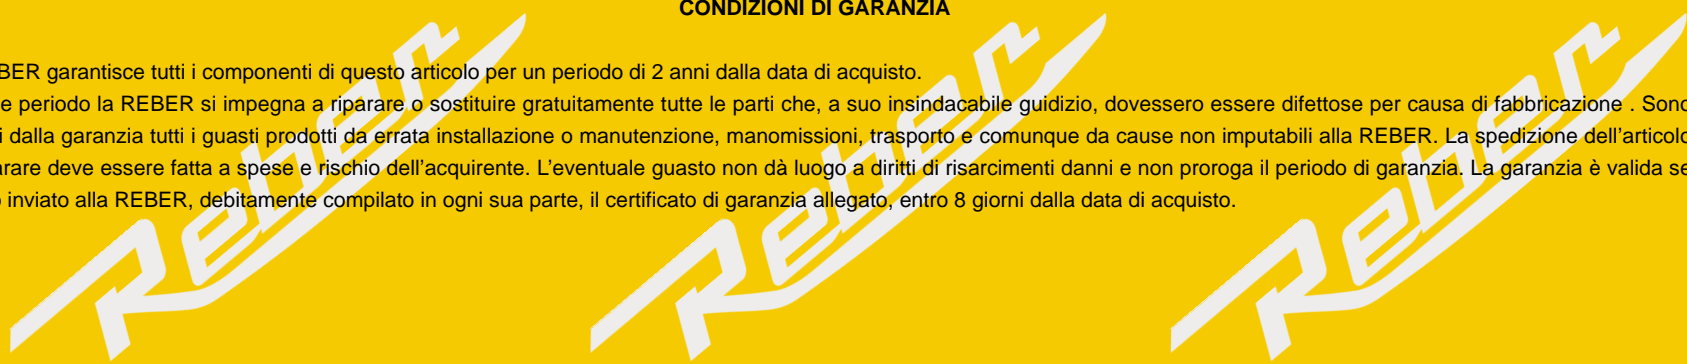 CONDIZIONI DI GARANZIA
BER garantisce tutti i componenti di questo articolo per un periodo di 2 anni dalla data di acquisto.
e periodo la REBER si impegna a riparare o sostituire gratuitamente tutte le parti che, a suo insindacabile guidizio, dovessero essere difettose per causa di fabbricazione . Sono
i dalla garanzia tutti i guasti prodotti da errata installazione o manutenzione, manomissioni, trasporto e comunque da cause non imputabili alla REBER. La spedizione dell'articolo
arare deve essere fatta a spese e rischio dell'acquirente. L'eventuale guasto non dà luogo a diritti di risarcimenti danni e non proroga il periodo di garanzia. La garanzia è valida se
o inviato alla REBER, debitamente compilato in ogni sua parte, il certificato di garanzia allegato, entro 8 giorni dalla data di acquisto.
Reber Reber Reber